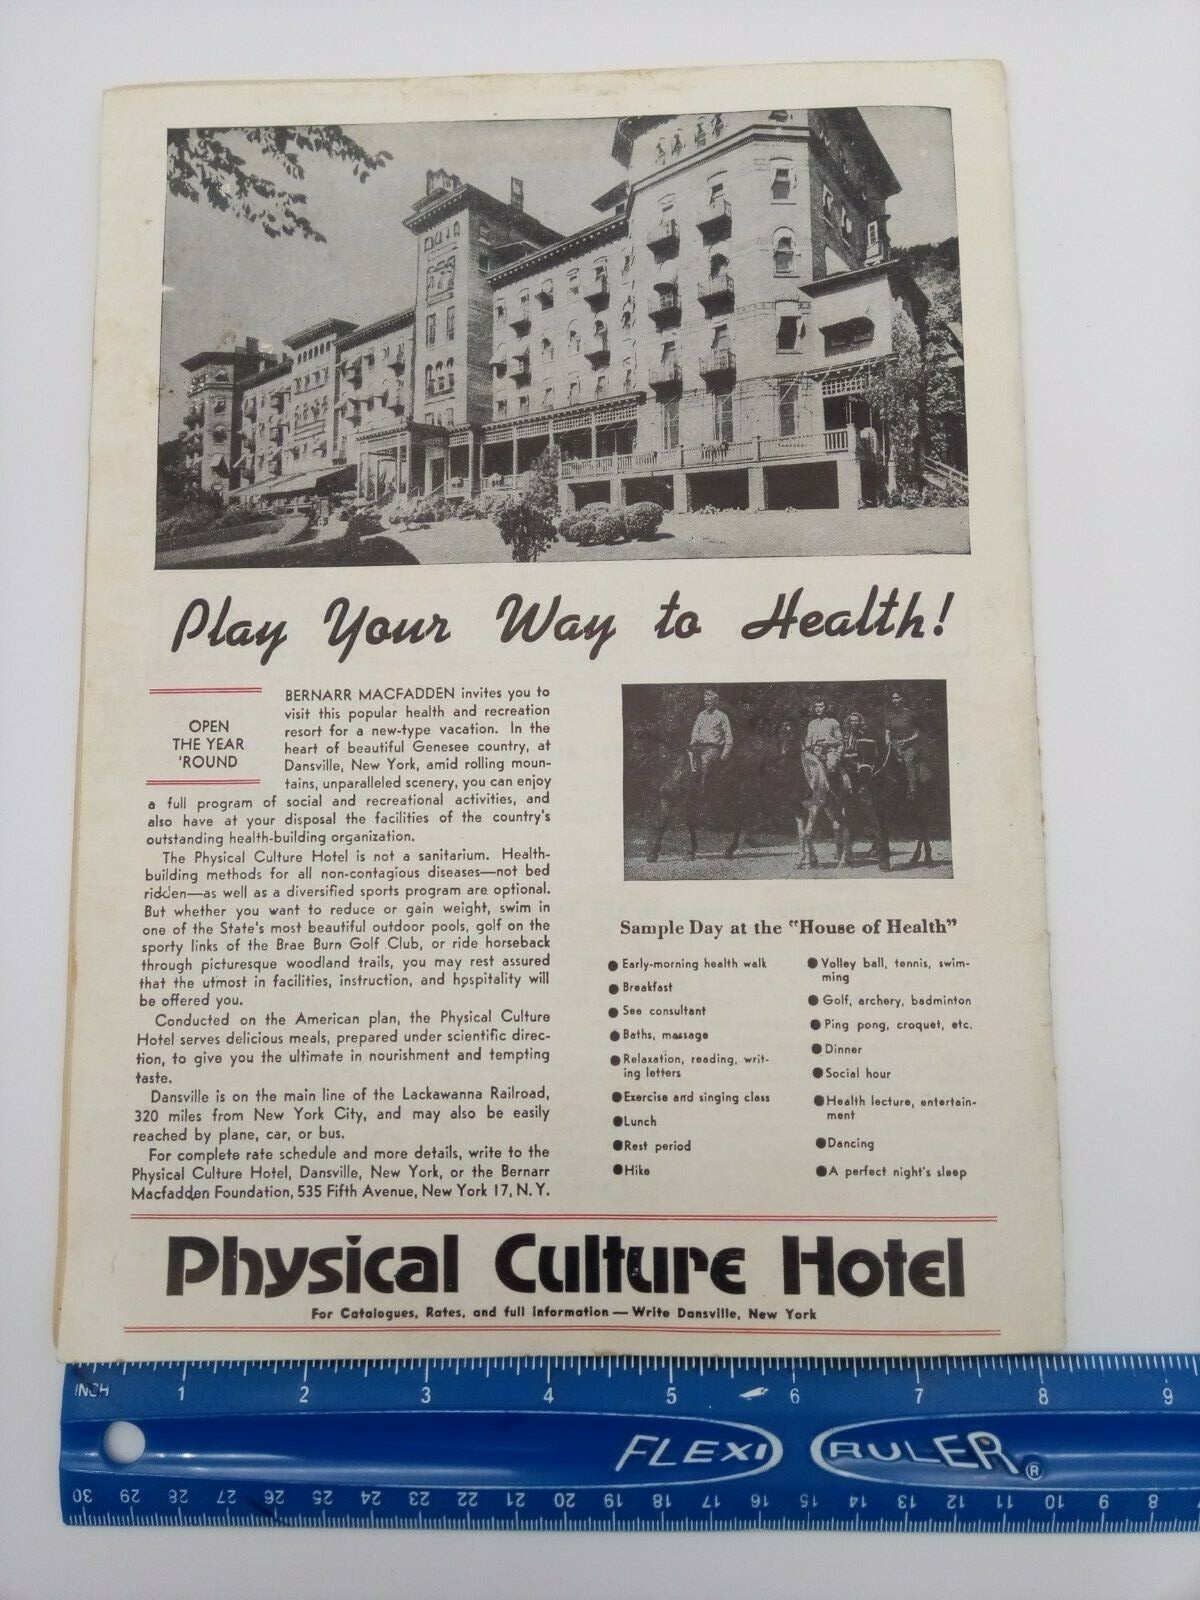 Play Your Way to Health!
OPEN
THE YEAR
'ROUND
BERNARR MACFADDEN invites you to
visit this popular health and recreation
resort for a new-type vacation. In the
heart of beautiful Genesee country, at
Dansville, New York, amid rolling moun-
tains, unparalleled scenery, you can enjoy
a full program of social and recreational activities, and
also have at your disposal the facilities of the country's
outstanding health-building organization.
The Physical Culture Hotel is not a sanitarium. Health-
building methods for all non-contagious diseases—not bed
ridden—as well as a diversified sports program are optional.
But whether you want to reduce or gain weight, swim in
one of the State's most beautiful outdoor pools, golf on the
sporty links of the Brae Burn Golf Club, or ride horseback
through picturesque woodland trails, you may rest assured
that the utmost in facilities, instruction, and hospitality will
be offered you.
Conducted on the American plan, the Physical Culture
Hotel serves delicious meals, prepared under scientific direc-
tion, to give you the ultimate in nourishment and tempting
taste.
Dansville is on the main line of the Lackawanna Railroad,
320 miles from New York City, and may also be easily
reached by plane, car, or bus.
For complete rate schedule and more details, write to the
Physical Culture Hotel, Dansville, New York, or the Bernarr
Macfadden Foundation, 535 Fifth Avenue, New York 17, N. Y.
Sample Day at the "House of Health"
● Early-morning health walk
● Breakfast
● See consultant
● Baths, massage
● Relaxation, reading, writ-
ing letters
● Exercise and singing class
● Lunch
● Rest period
● Hike
● Volley ball, tennis, swim-
ming
● Golf, archery, badminton
● Ping pong, croquet, etc.
● Dinner
● Social hour
● Health lecture, entertain-
ment
● Dancing
● A perfect night's sleep
Physical Culture Hotel
For Catalogues, Rates, and full information — Write Dansville, New York
INCH 1 2 3 4 5 6 7 8 9
FLEXI RULER ®
30 29 28 27 26 25 24 23 22 21 20 19 18 17 16 15 14 13 12 11 10 9 8